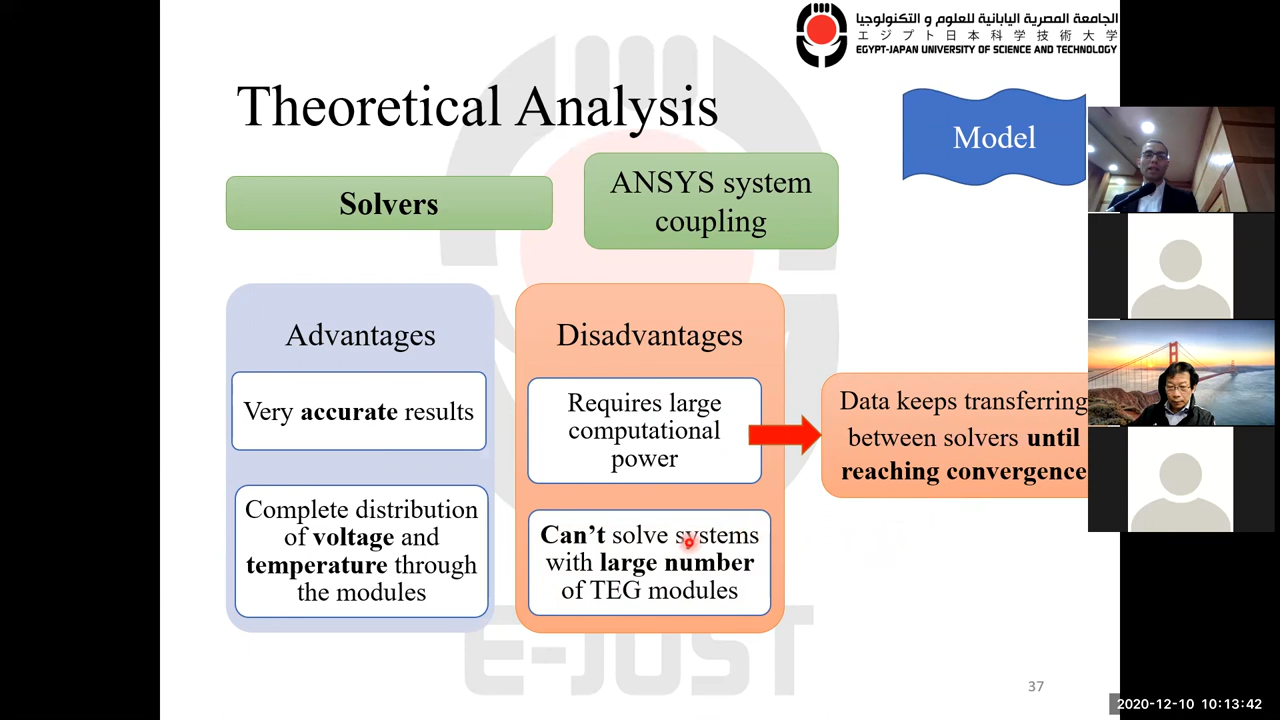 الجامعة المصرية اليابانية للعلوم و التكنولوجيا
エジプト日本科学技術大学
EGYPT-JAPAN UNIVERSITY OF SCIENCE AND TECHNOLOGY
Theoretical Analysis
Model
Solvers
ANSYS system
coupling
Advantages
Very accurate results
Complete distribution
of voltage and
temperature through
the modules
Disadvantages
Requires large
computational
power
Can't solve systems
with large number
of TEG modules
Data keeps transferring
between solvers until
reaching convergence
E-JUST
37
2020-12-10 10:13:42